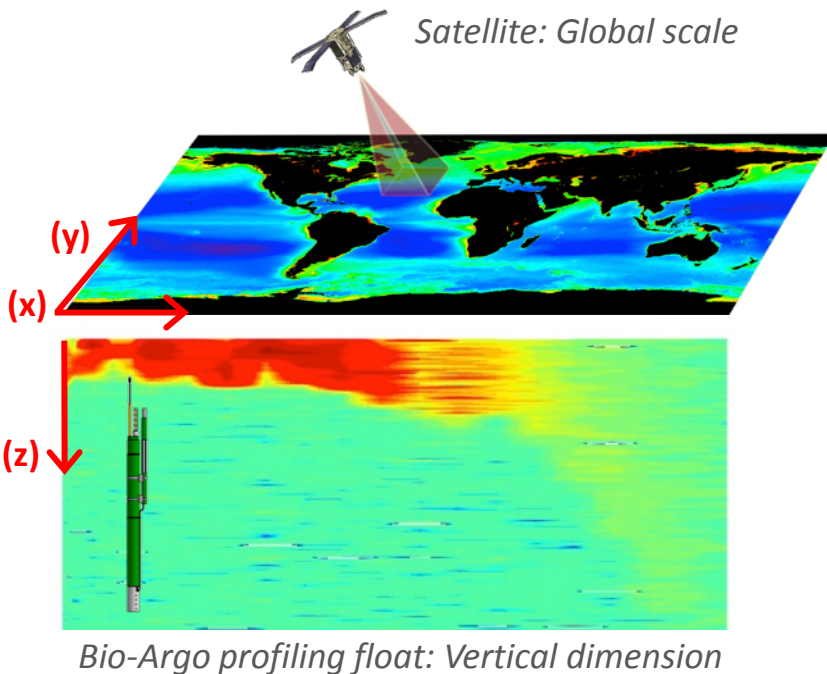 Satellite: Global scale
(y)
(x)
(z)
Bio-Argo profiling float: Vertical dimension